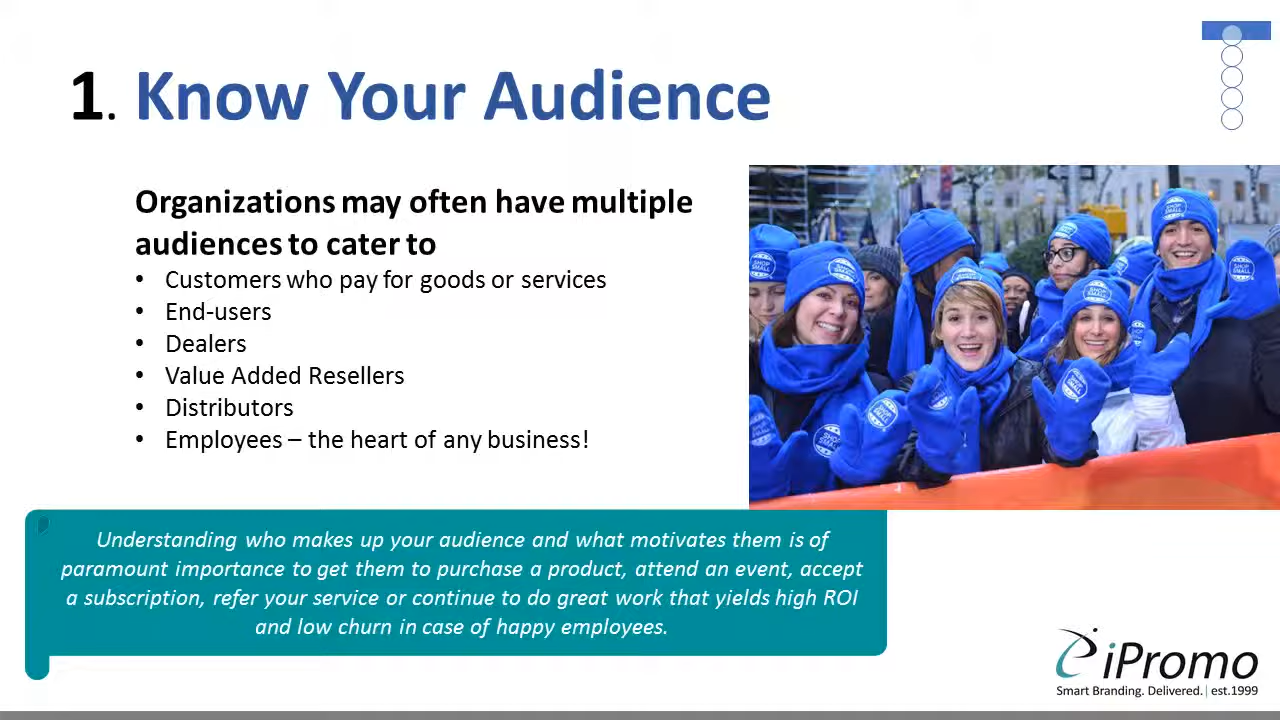 1. Know Your Audience
Organizations may often have multiple
audiences to cater to
• Customers who pay for goods or services
• End-users
• Dealers
• Value Added Resellers
• Distributors
• Employees – the heart of any business!
SHOP SMALL
Understanding who makes up your audience and what motivates them is of
paramount importance to get them to purchase a product, attend an event, accept
a subscription, refer your service or continue to do great work that yields high ROI
and low churn in case of happy employees.
iPromo
Smart Branding. Delivered. | est.1999